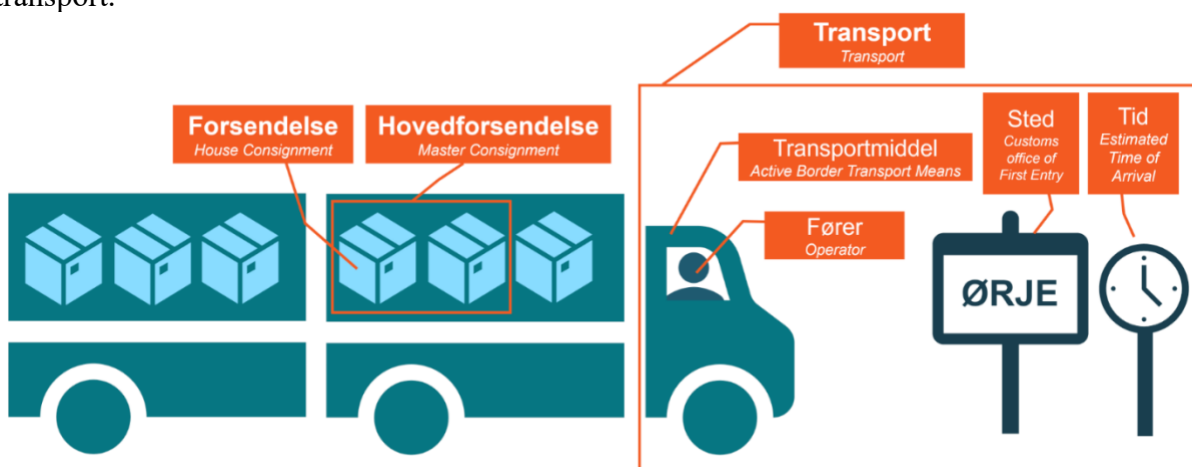 transport.
Transport
Transport
Forsendelse
House Consignment
Hovedforsendelse
Master Consignment
Transportmiddel
Active Border Transport Means
Fører
Operator
Sted
Customs
office of
First Entry
Tid
Estimated
Time of
Arrival
ØRJE